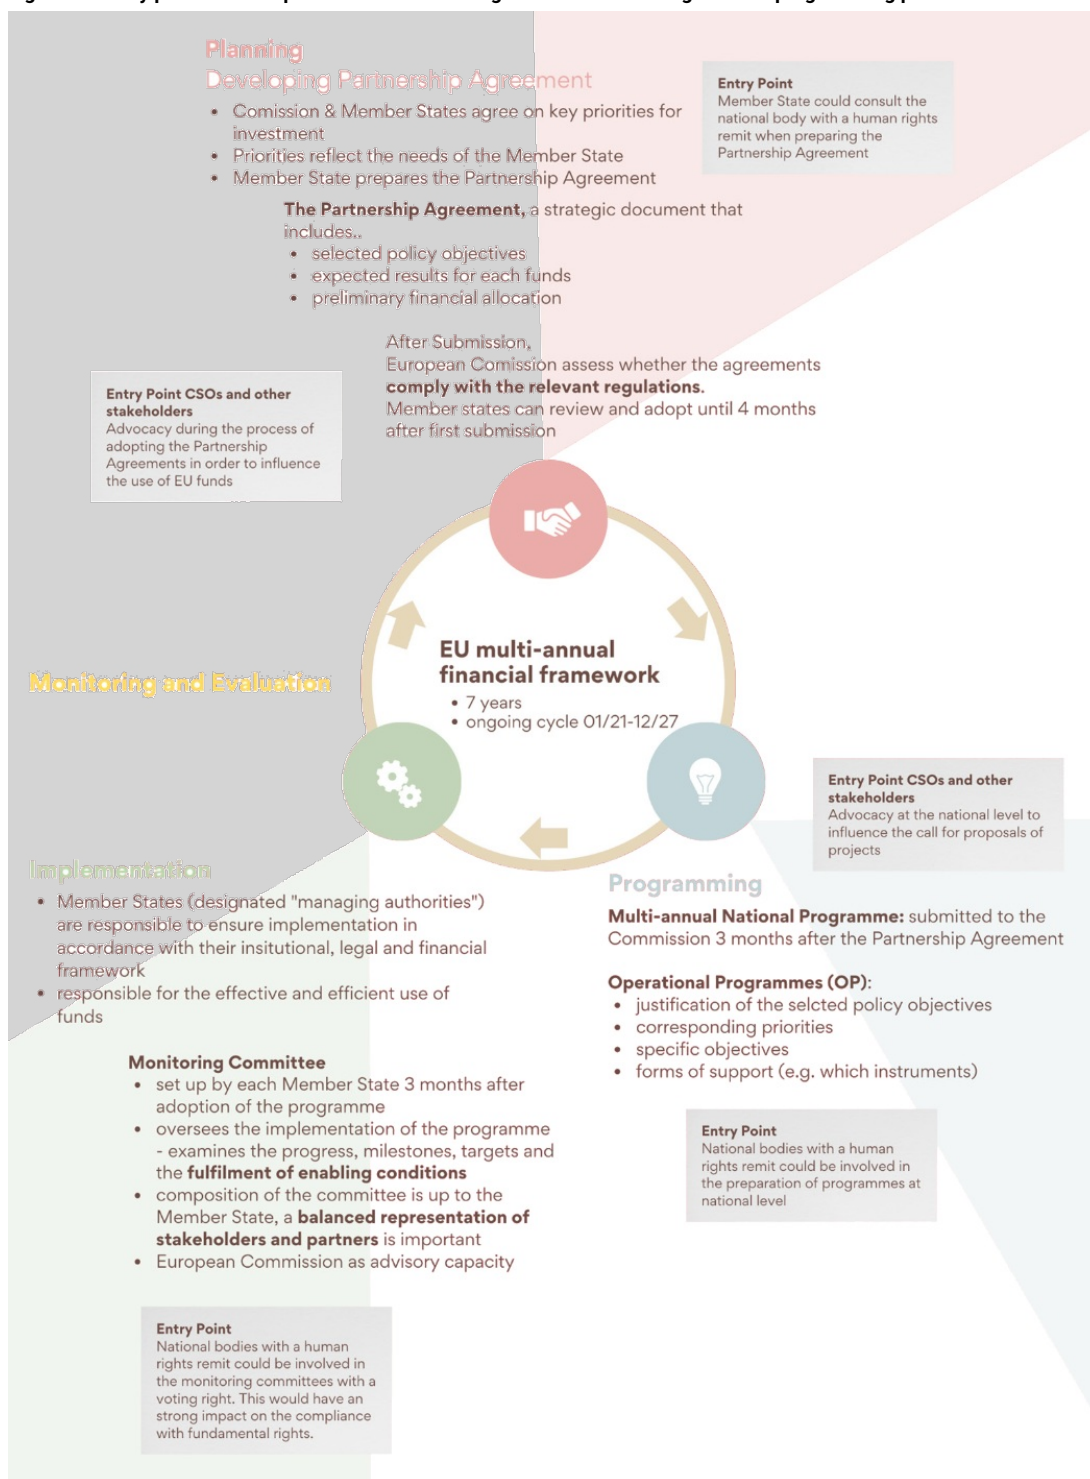 Planning
Developing Partnership Agreement
• Comission & Member States agree on key priorities for
investment
• Priorities reflect the needs of the Member State
• Member State prepares the Partnership Agreement
The Partnership Agreement, a strategic document that
includes..
• selected policy objectives
• expected results for each funds
• preliminary financial allocation
After Submission,
European Comission assess whether the agreements
comply with the relevant regulations.
Member states can review and adopt until 4 months
after first submission
Entry Point
Member State could consult the
national body with a human rights
remit when preparing the
Partnership Agreement
Entry Point CSOs and other
stakeholders
Advocacy during the process of
adopting the Partnership
Agreements in order to influence
the use of EU funds
EU multi-annual
financial framework
• 7 years
• ongoing cycle 01/21-12/27
Monitoring and Evaluation
Entry Point CSOs and other
stakeholders
Advocacy at the national level to
influence the call for proposals of
projects
Programming
Multi-annual National Programme: submitted to the
Commission 3 months after the Partnership Agreement
Operational Programmes (OP):
• justification of the selcted policy objectives
• corresponding priorities
• specific objectives
• forms of support (e.g. which instruments)
Entry Point
National bodies with a human
rights remit could be involved in
the preparation of programmes at
national level
Implementation
• Member States (designated "managing authorities")
are responsible to ensure implementation in
accordance with their insitutional, legal and financial
framework
• responsible for the effective and efficient use of
funds
Monitoring Committee
• set up by each Member State 3 months after
adoption of the programme
• oversees the implementation of the programme
- examines the progress, milestones, targets and
the fulfilment of enabling conditions
• composition of the committee is up to the
Member State, a balanced representation of
stakeholders and partners is important
• European Commission as advisory capacity
Entry Point
National bodies with a human
rights remit could be involved in
the monitoring committees with a
voting right. This would have an
strong impact on the compliance
with fundamental rights.